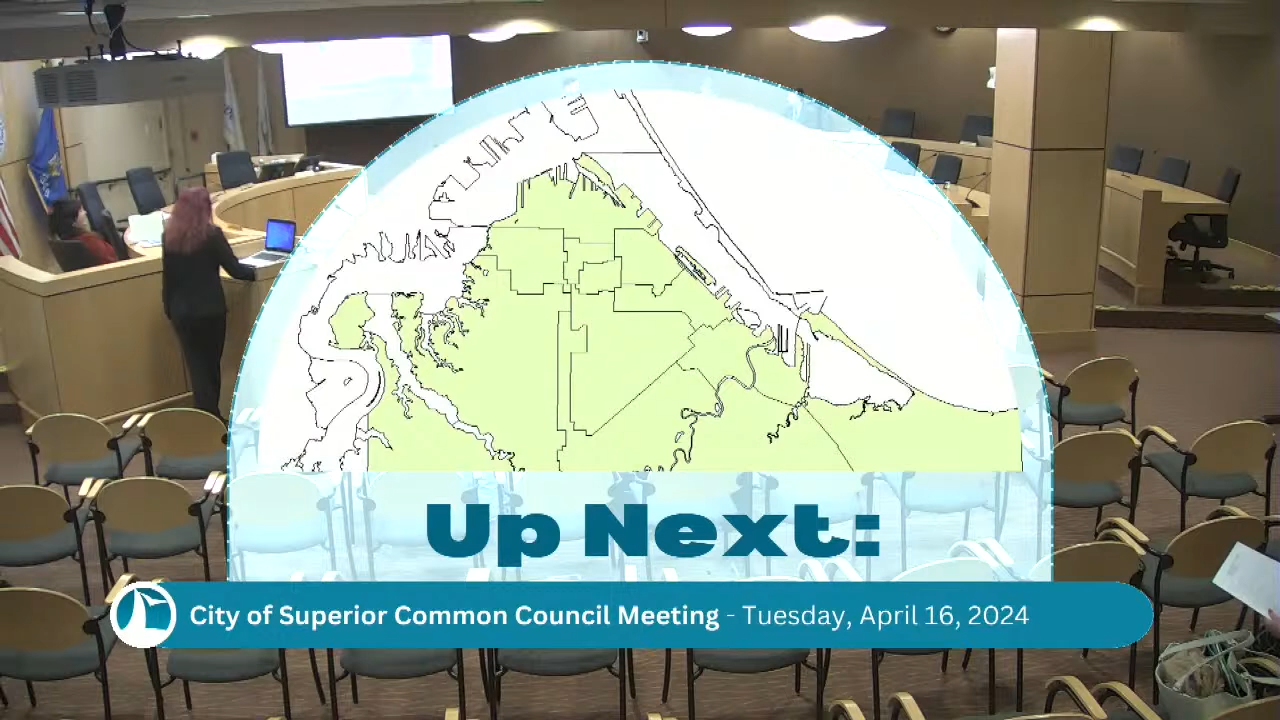 Up Next:
City of Superior Common Council Meeting - Tuesday, April 16, 2024